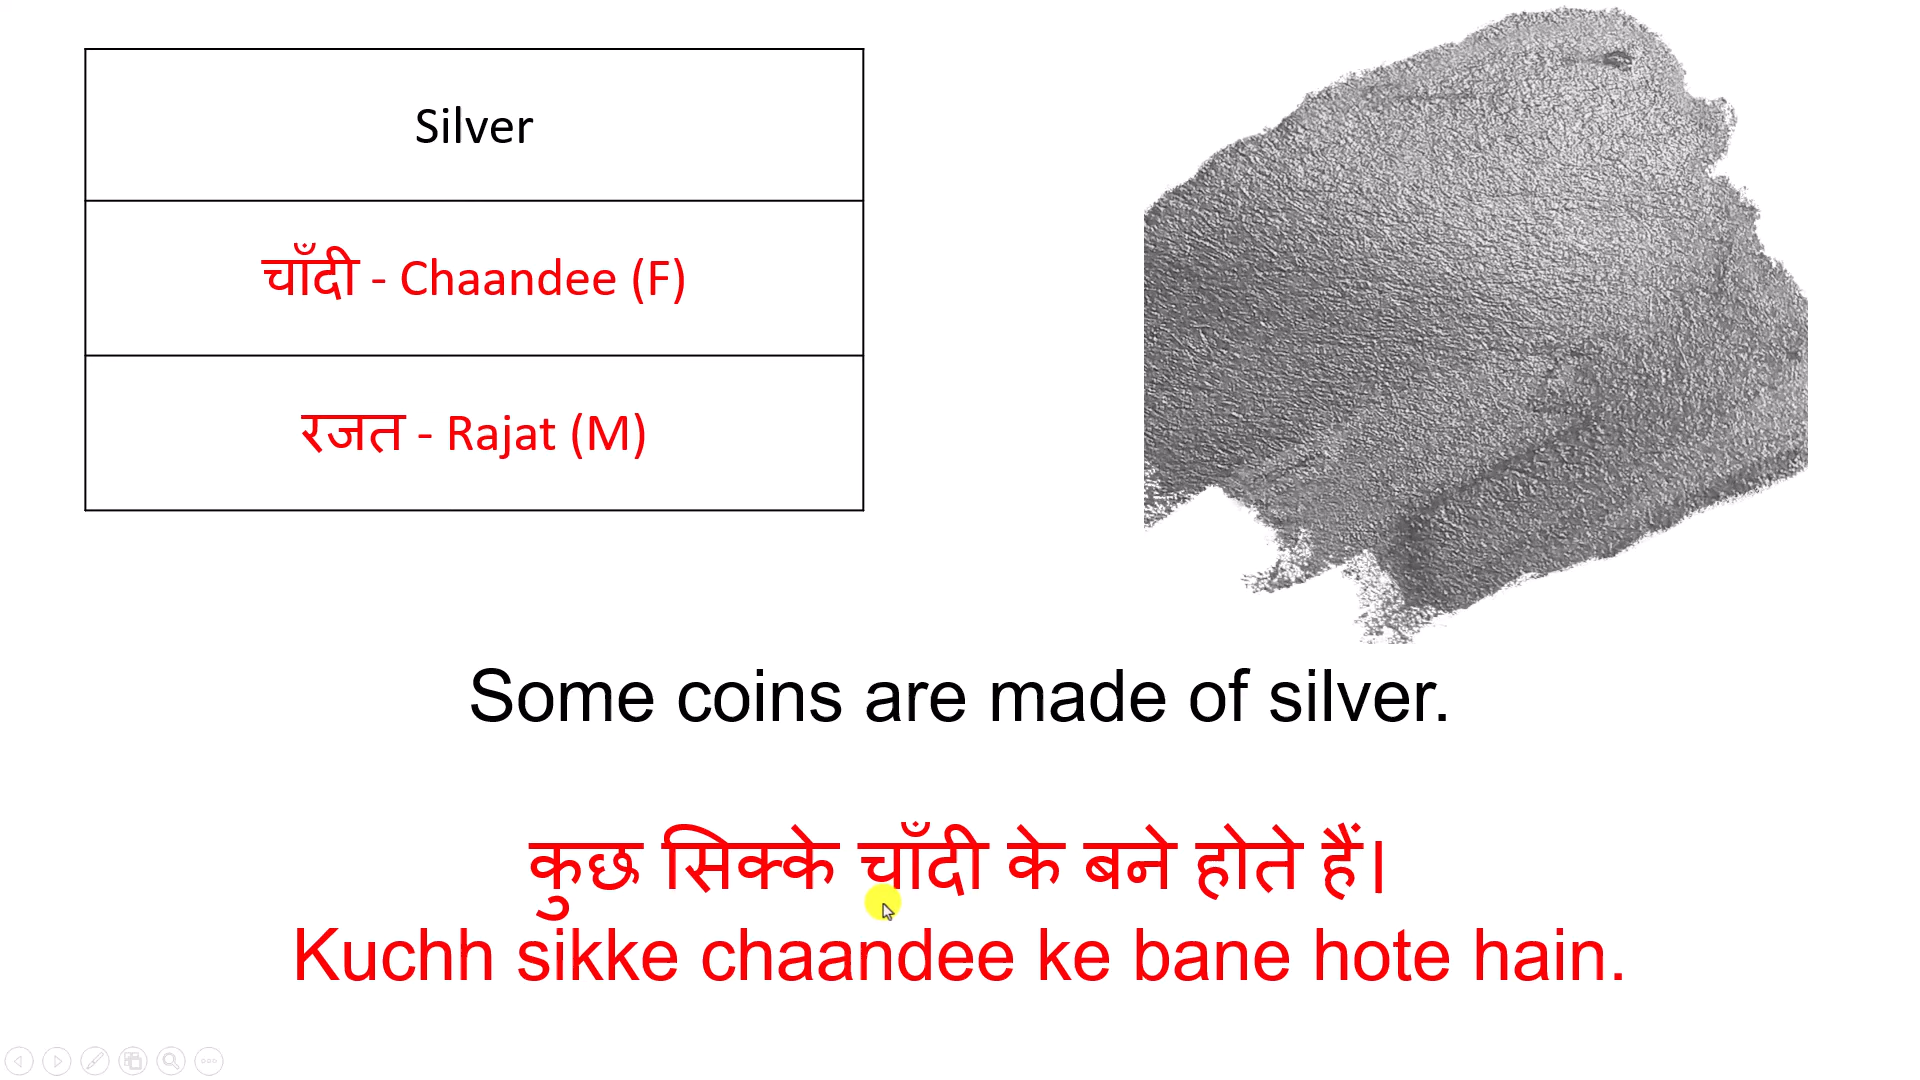 Silver
चाँदी - Chaandee (F)
रजत - Rajat (M)
Some coins are made of silver.
कुछ सिक्के चाँदी के बने होते हैं।
Kuchh sikke chaandee ke bane hote hain.